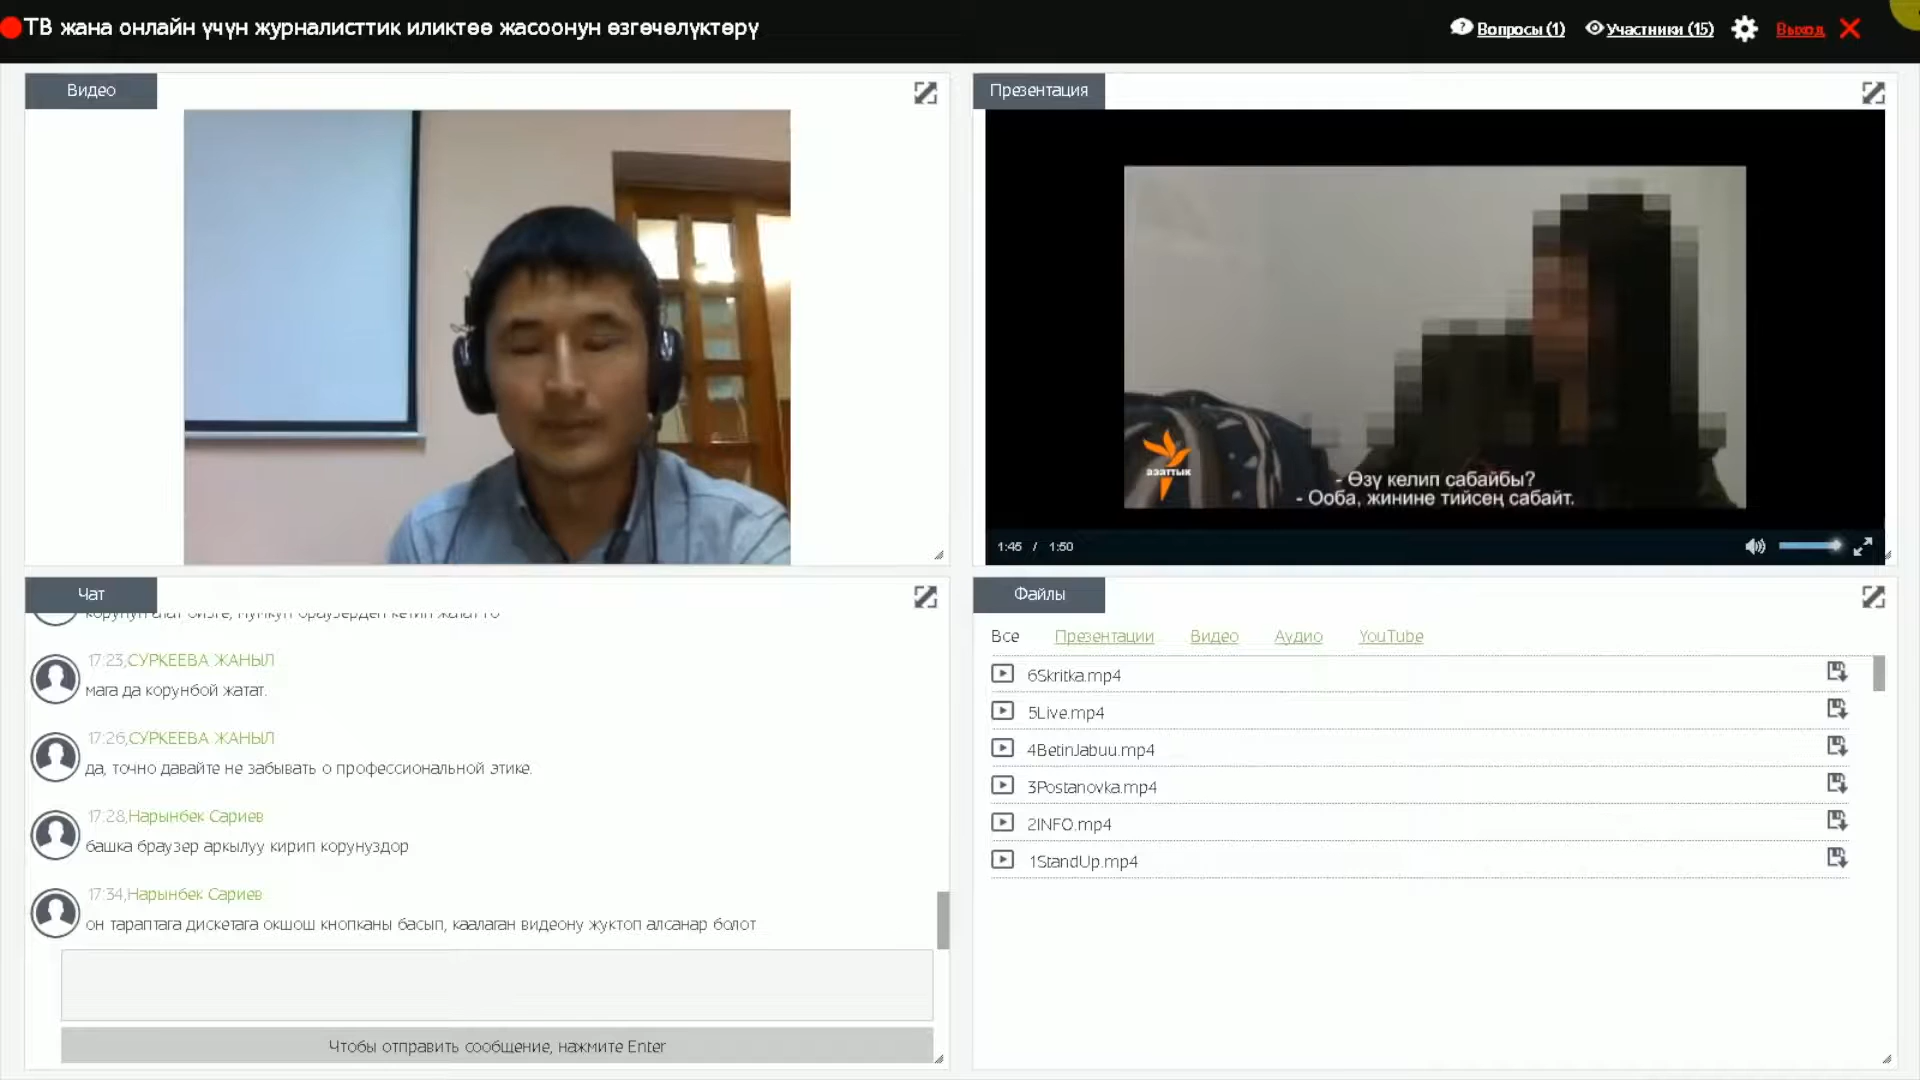 ТВ жана онлайн үчүн журналисттик иликтөө жасоонун өзгөчөлүктөрү
Вопросы (1)
Участники (15)
Выход
Видео
Презентация
азаттык
- Өзү келип сабайбы?
- Ооба, жинине тийсең сабайт.
1:45 / 1:50
Чат
17:23,СУРКЕЕВА ЖАНЫЛ
мага да корунбой жатат.
17:26,СУРКЕЕВА ЖАНЫЛ
да, точно давайте не забывать о профессиональной этике.
17:28,Нарынбек Сариев
башка браузер аркылуу кирип корунуздор
17:34,Нарынбек Сариев
он тараптага дискетага окшош кнопканы басып, каалаган видеону жуктоп алсанар болот
Чтобы отправить сообщение, нажмите Enter
Файлы
Все Презентации Видео Аудио YouTube
6Skritka.mp4
5Live.mp4
4BetinJabuu.mp4
3Postanovka.mp4
2INFO.mp4
1StandUp.mp4